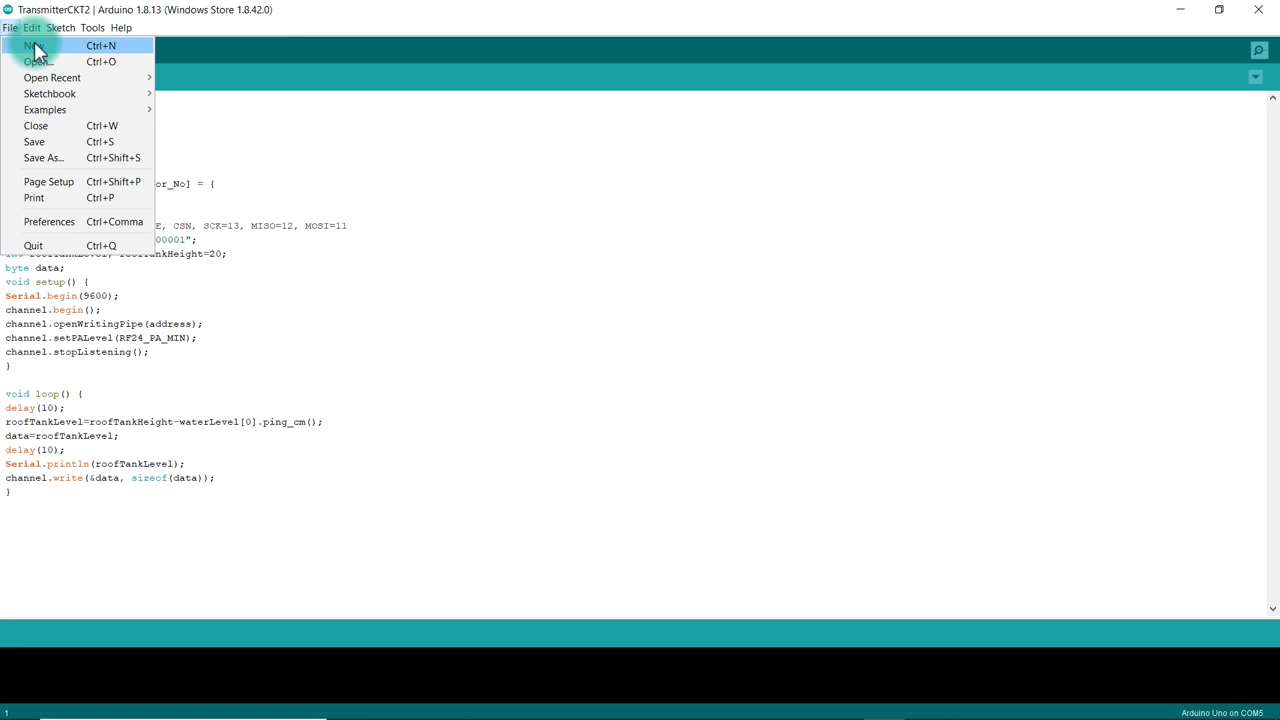 TransmitterCKT2 | Arduino 1.8.13 (Windows Store 1.8.42.0)
File Edit Sketch Tools Help
New Ctrl+N
Open... Ctrl+O
Open Recent
Sketchbook
Examples
Close Ctrl+W
Save Ctrl+S
Save As... Ctrl+Shift+S
Page Setup Ctrl+Shift+P
Print Ctrl+P
Preferences Ctrl+Comma
Quit Ctrl+Q
or_No] = {
E, CSN, SCK=13, MISO=12, MOSI=11
00001";
int roofTankLevel, roofTankHeight=20;
byte data;
void setup() {
Serial.begin(9600);
channel.begin();
channel.openWritingPipe(address);
channel.setPALevel(RF24_PA_MIN);
channel.stopListening();
}
void loop() {
delay(10);
roofTankLevel=roofTankHeight-waterLevel[0].ping_cm();
data=roofTankLevel;
delay(10);
Serial.println(roofTankLevel);
channel.write(&data, sizeof(data));
}
1 Arduino Uno on COM5